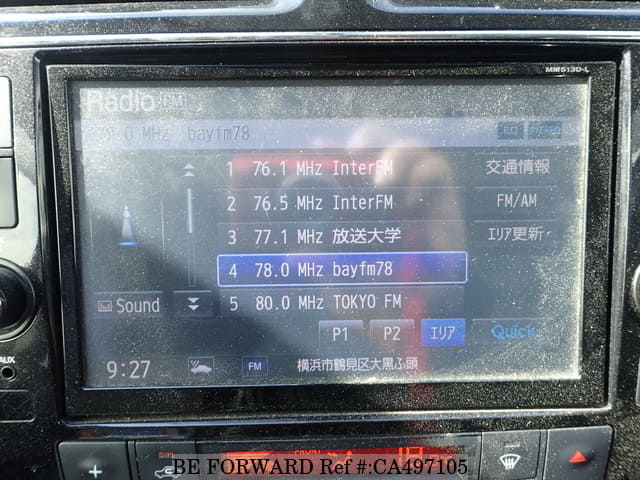 MM513D-L
Radio FM
78.0 MHz bayfm78
1 76.1 MHz InterFM 交通情報
2 76.5 MHz InterFM FM/AM
3 77.1 MHz 放送大学 エリア更新
4 78.0 MHz bayfm78
Sound 5 80.0 MHz TOKYO FM
P1 P2 エリア Quick
9:27 FM 横浜市鶴見区大黒ふ頭
AUX
FRONT
BE FORWARD Ref #:CA497105